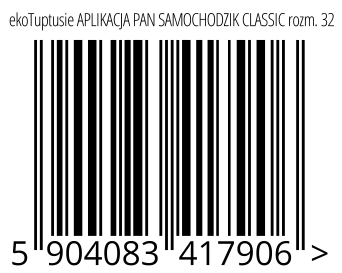 ekoTuptusie APLIKACJA PAN SAMOCHODZIK CLASSIC rozm. 32
5 904083 417906 >